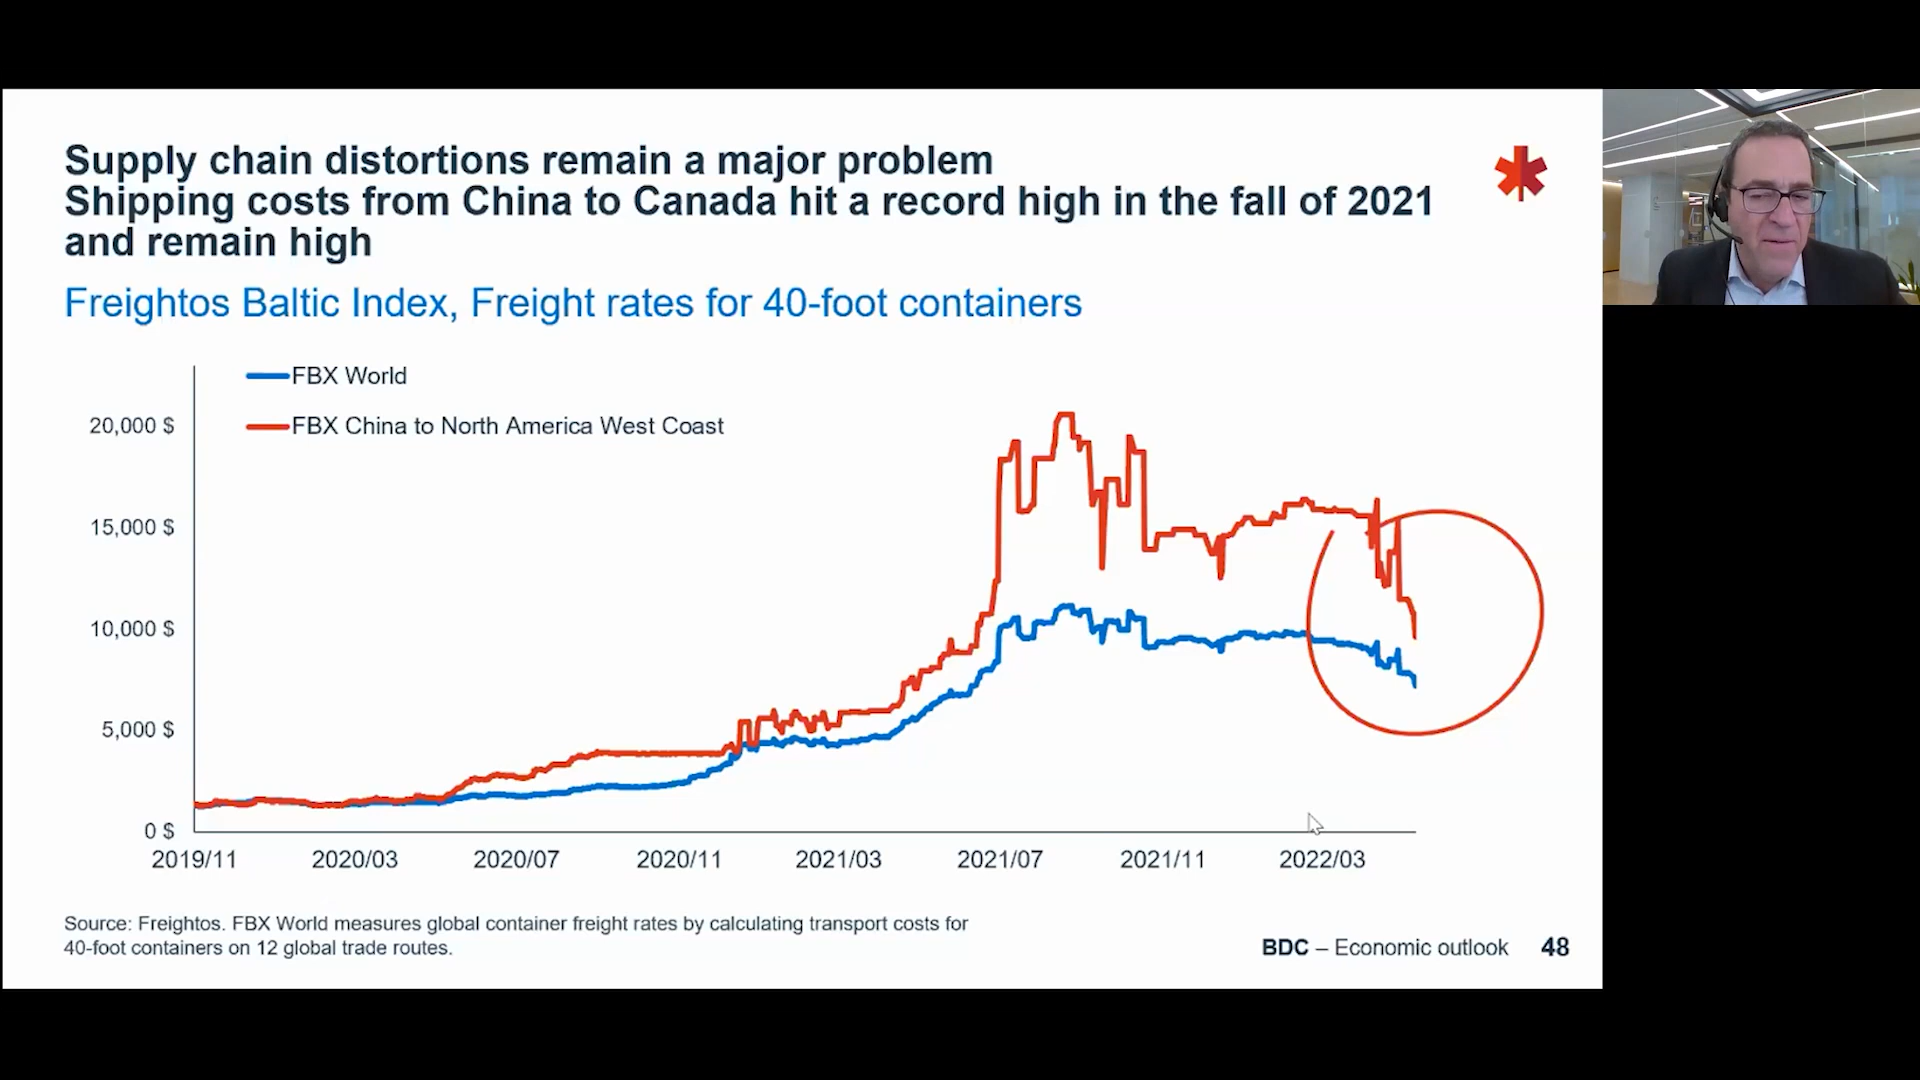 Supply chain distortions remain a major problem
Shipping costs from China to Canada hit a record high in the fall of 2021
and remain high
Freightos Baltic Index, Freight rates for 40-foot containers
FBX World
FBX China to North America West Coast
20,000 $
15,000 $
10,000 $
5,000 $
0 $
2019/11 2020/03 2020/07 2020/11 2021/03 2021/07 2021/11 2022/03
Source: Freightos. FBX World measures global container freight rates by calculating transport costs for
40-foot containers on 12 global trade routes.
BDC – Economic outlook 48